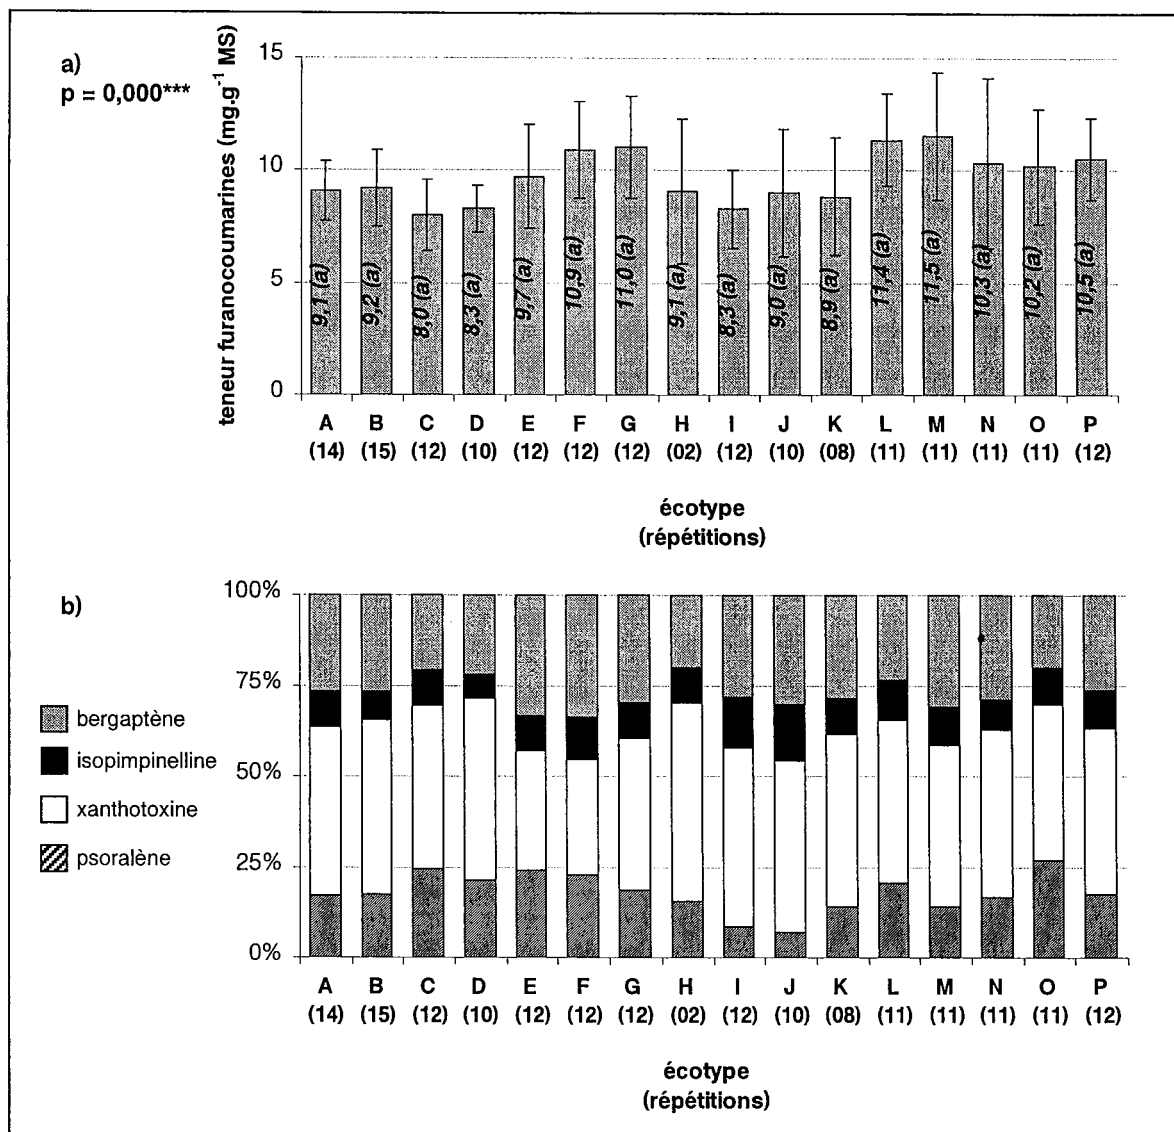 a)
p = 0,000***
teneur furanocoumarines (mg.g-1 MS)
15
10
5
0
9,1 (a) 9,2 (a) 8,0 (a) 8,3 (a) 9,7 (a) 10,9 (a) 11,0 (a) 9,1 (a) 8,3 (a) 9,0 (a) 8,9 (a) 11,4 (a) 11,5 (a) 10,3 (a) 10,2 (a) 10,5 (a)
A B C D E F G H I J K L M N O P
(14) (15) (12) (10) (12) (12) (12) (02) (12) (10) (08) (11) (11) (11) (11) (12)
écotype
(répétitions)
b)
100%
75%
50%
25%
0%
bergaptène
isopimpinelline
xanthotoxine
psoralène
A B C D E F G H I J K L M N O P
(14) (15) (12) (10) (12) (12) (12) (02) (12) (10) (08) (11) (11) (11) (11) (12)
écotype
(répétitions)